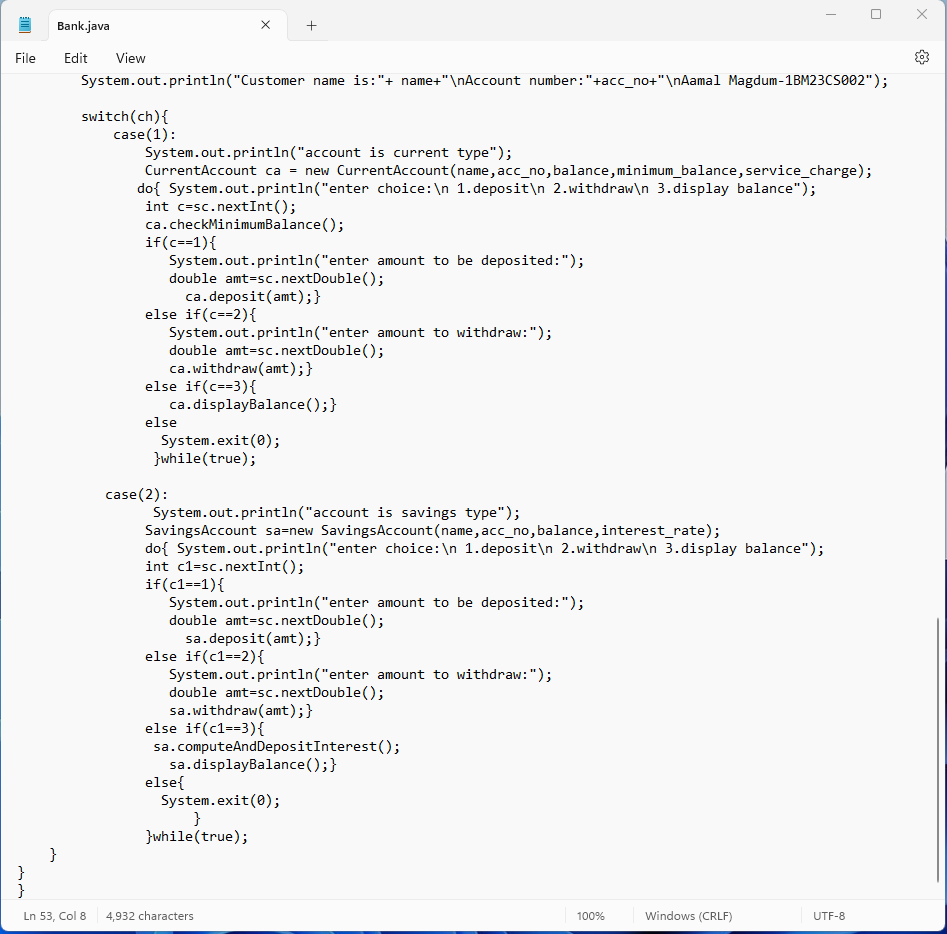 Bank.java
File Edit View
System.out.println("Customer name is:"+ name+"\nAccount number:"+acc_no+"\nAamal Magdum-1BM23CS002");
switch(ch){
case(1):
System.out.println("account is current type");
CurrentAccount ca = new CurrentAccount(name,acc_no,balance,minimum_balance,service_charge);
do{ System.out.println("enter choice:\n 1.deposit\n 2.withdraw\n 3.display balance");
int c=sc.nextInt();
ca.checkMinimumBalance();
if(c==1){
System.out.println("enter amount to be deposited:");
double amt=sc.nextDouble();
ca.deposit(amt);}
else if(c==2){
System.out.println("enter amount to withdraw:");
double amt=sc.nextDouble();
ca.withdraw(amt);}
else if(c==3){
ca.displayBalance();}
else
System.exit(0);
}while(true);
case(2):
System.out.println("account is savings type");
SavingsAccount sa=new SavingsAccount(name,acc_no,balance,interest_rate);
do{ System.out.println("enter choice:\n 1.deposit\n 2.withdraw\n 3.display balance");
int c1=sc.nextInt();
if(c1==1){
System.out.println("enter amount to be deposited:");
double amt=sc.nextDouble();
sa.deposit(amt);}
else if(c1==2){
System.out.println("enter amount to withdraw:");
double amt=sc.nextDouble();
sa.withdraw(amt);}
else if(c1==3){
sa.computeAndDepositInterest();
sa.displayBalance();}
else{
System.exit(0);
}
}while(true);
}
}
}
Ln 53, Col 8 4,932 characters 100% Windows (CRLF) UTF-8